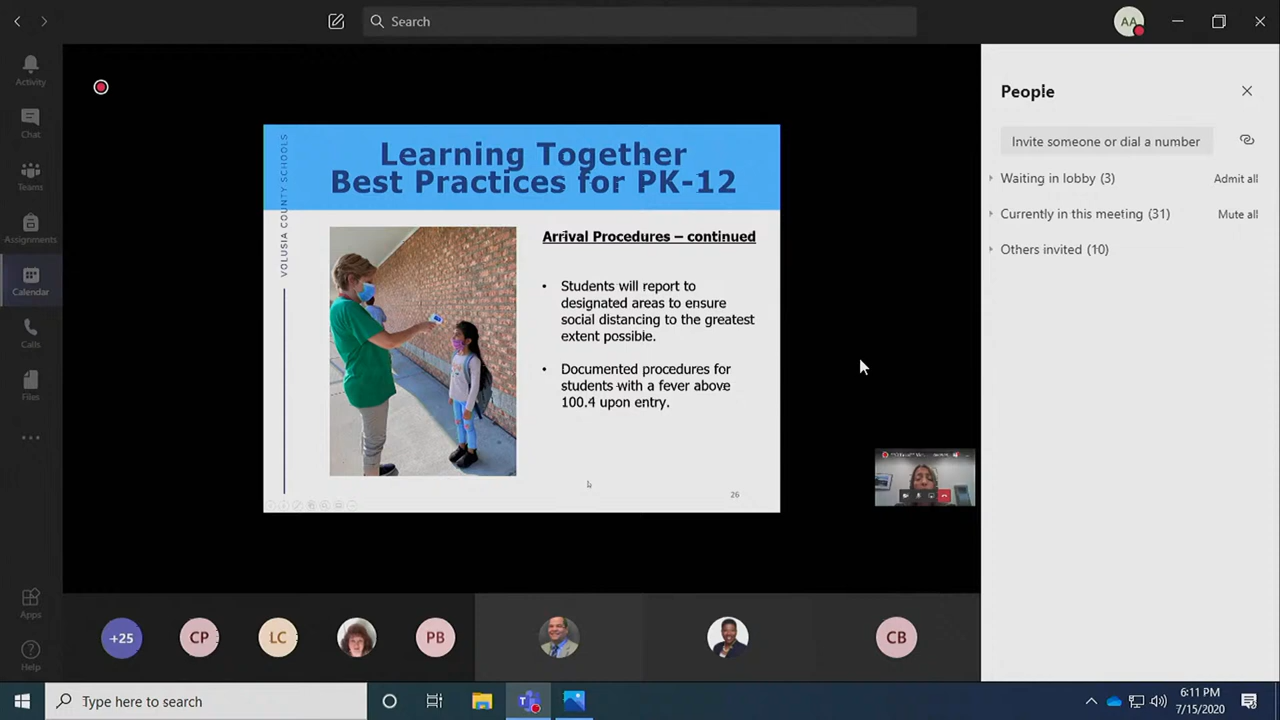 Search
AA
Activity
Chat
Teams
Assignments
Calendar
Calls
Files
Apps
Help
VOLUSIA COUNTY SCHOOLS
Learning Together
Best Practices for PK-12
Arrival Procedures – continued
• Students will report to
designated areas to ensure
social distancing to the greatest
extent possible.
• Documented procedures for
students with a fever above
100.4 upon entry.
26
People
Invite someone or dial a number
Waiting in lobby (3)
Admit all
Currently in this meeting (31)
Mute all
Others invited (10)
+25
CP
LC
PB
CB
Type here to search
6:11 PM
7/15/2020